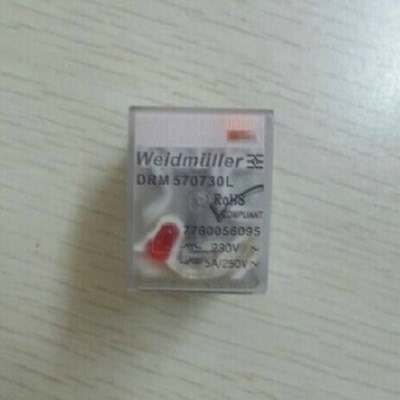 Weidmüller
DRM 570730L
RoHS
COMPLIANT
7760056095
230V ~
5A/250V~